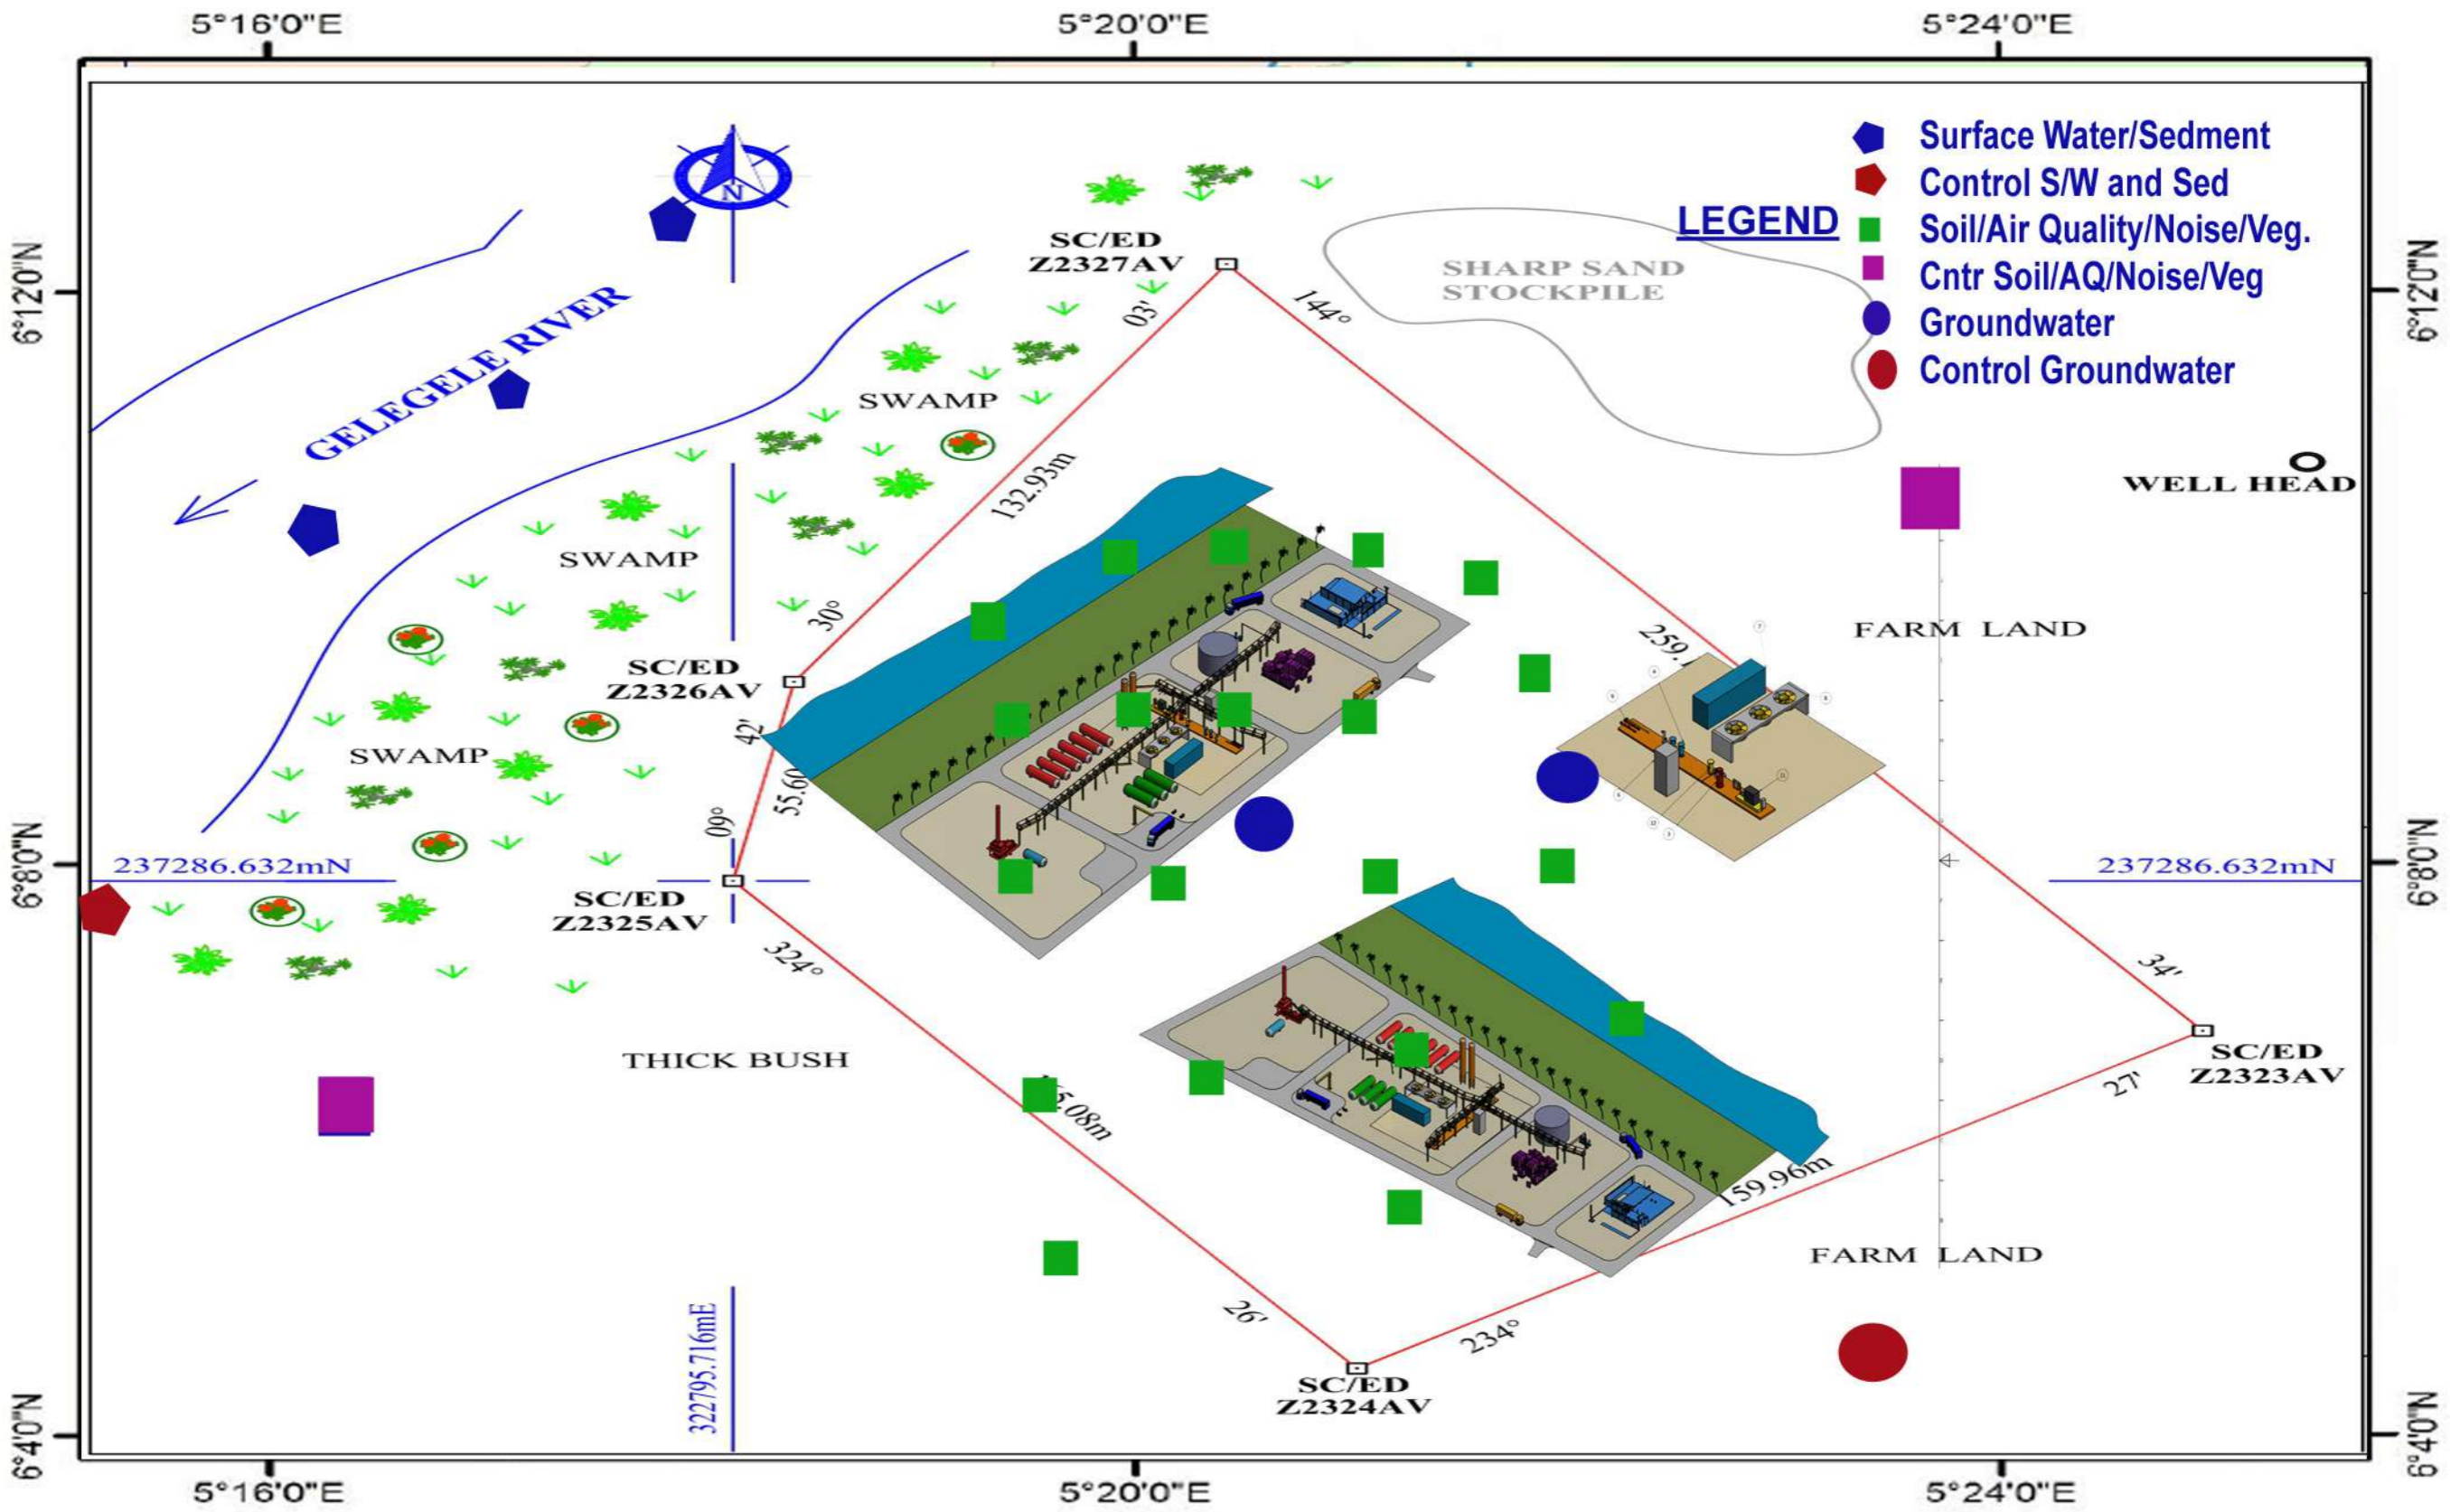 5°16'0"E
5°20'0"E
5°24'0"E
Surface Water/Sedment
Control S/W and Sed
LEGEND
Soil/Air Quality/Noise/Veg.
Cntr Soil/AQ/Noise/Veg
Groundwater
Control Groundwater
N
SC/ED
Z2327AV
6°12'0"N
6°12'0"N
SHARP SAND
STOCKPILE
03'
144°
GELEGELE RIVER
SWAMP
132.93m
WELL HEAD
SWAMP
30°
FARM LAND
SC/ED
Z2326AV
42'
SWAMP
55.60
09°
6°8'0"N
237286.632mN
237286.632mN
6°8'0"N
SC/ED
Z2325AV
324°
34'
THICK BUSH
SC/ED
Z2323AV
27'
5.08m
159.96m
FARM LAND
26'
234°
322795.716mE
SC/ED
Z2324AV
6°4'0"N
6°4'0"N
5°16'0"E
5°20'0"E
5°24'0"E